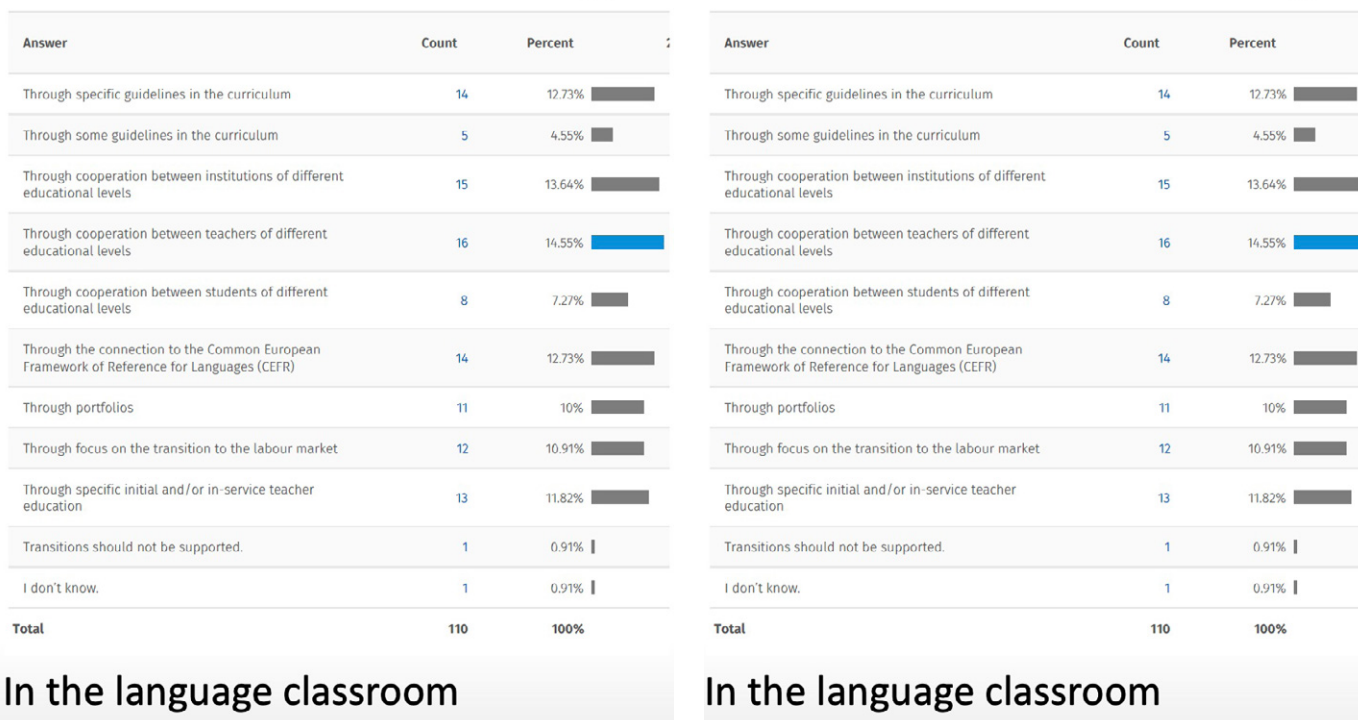 Answer Count Percent
Through specific guidelines in the curriculum 14 12.73%
Through some guidelines in the curriculum 5 4.55%
Through cooperation between institutions of different
educational levels 15 13.64%
Through cooperation between teachers of different
educational levels 16 14.55%
Through cooperation between students of different
educational levels 8 7.27%
Through the connection to the Common European
Framework of Reference for Languages (CEFR) 14 12.73%
Through portfolios 11 10%
Through focus on the transition to the labour market 12 10.91%
Through specific initial and/or in-service teacher
education 13 11.82%
Transitions should not be supported. 1 0.91%
I don't know. 1 0.91%
Total 110 100%
In the language classroom
Answer Count Percent
Through specific guidelines in the curriculum 14 12.73%
Through some guidelines in the curriculum 5 4.55%
Through cooperation between institutions of different
educational levels 15 13.64%
Through cooperation between teachers of different
educational levels 16 14.55%
Through cooperation between students of different
educational levels 8 7.27%
Through the connection to the Common European
Framework of Reference for Languages (CEFR) 14 12.73%
Through portfolios 11 10%
Through focus on the transition to the labour market 12 10.91%
Through specific initial and/or in-service teacher
education 13 11.82%
Transitions should not be supported. 1 0.91%
I don't know. 1 0.91%
Total 110 100%
In the language classroom